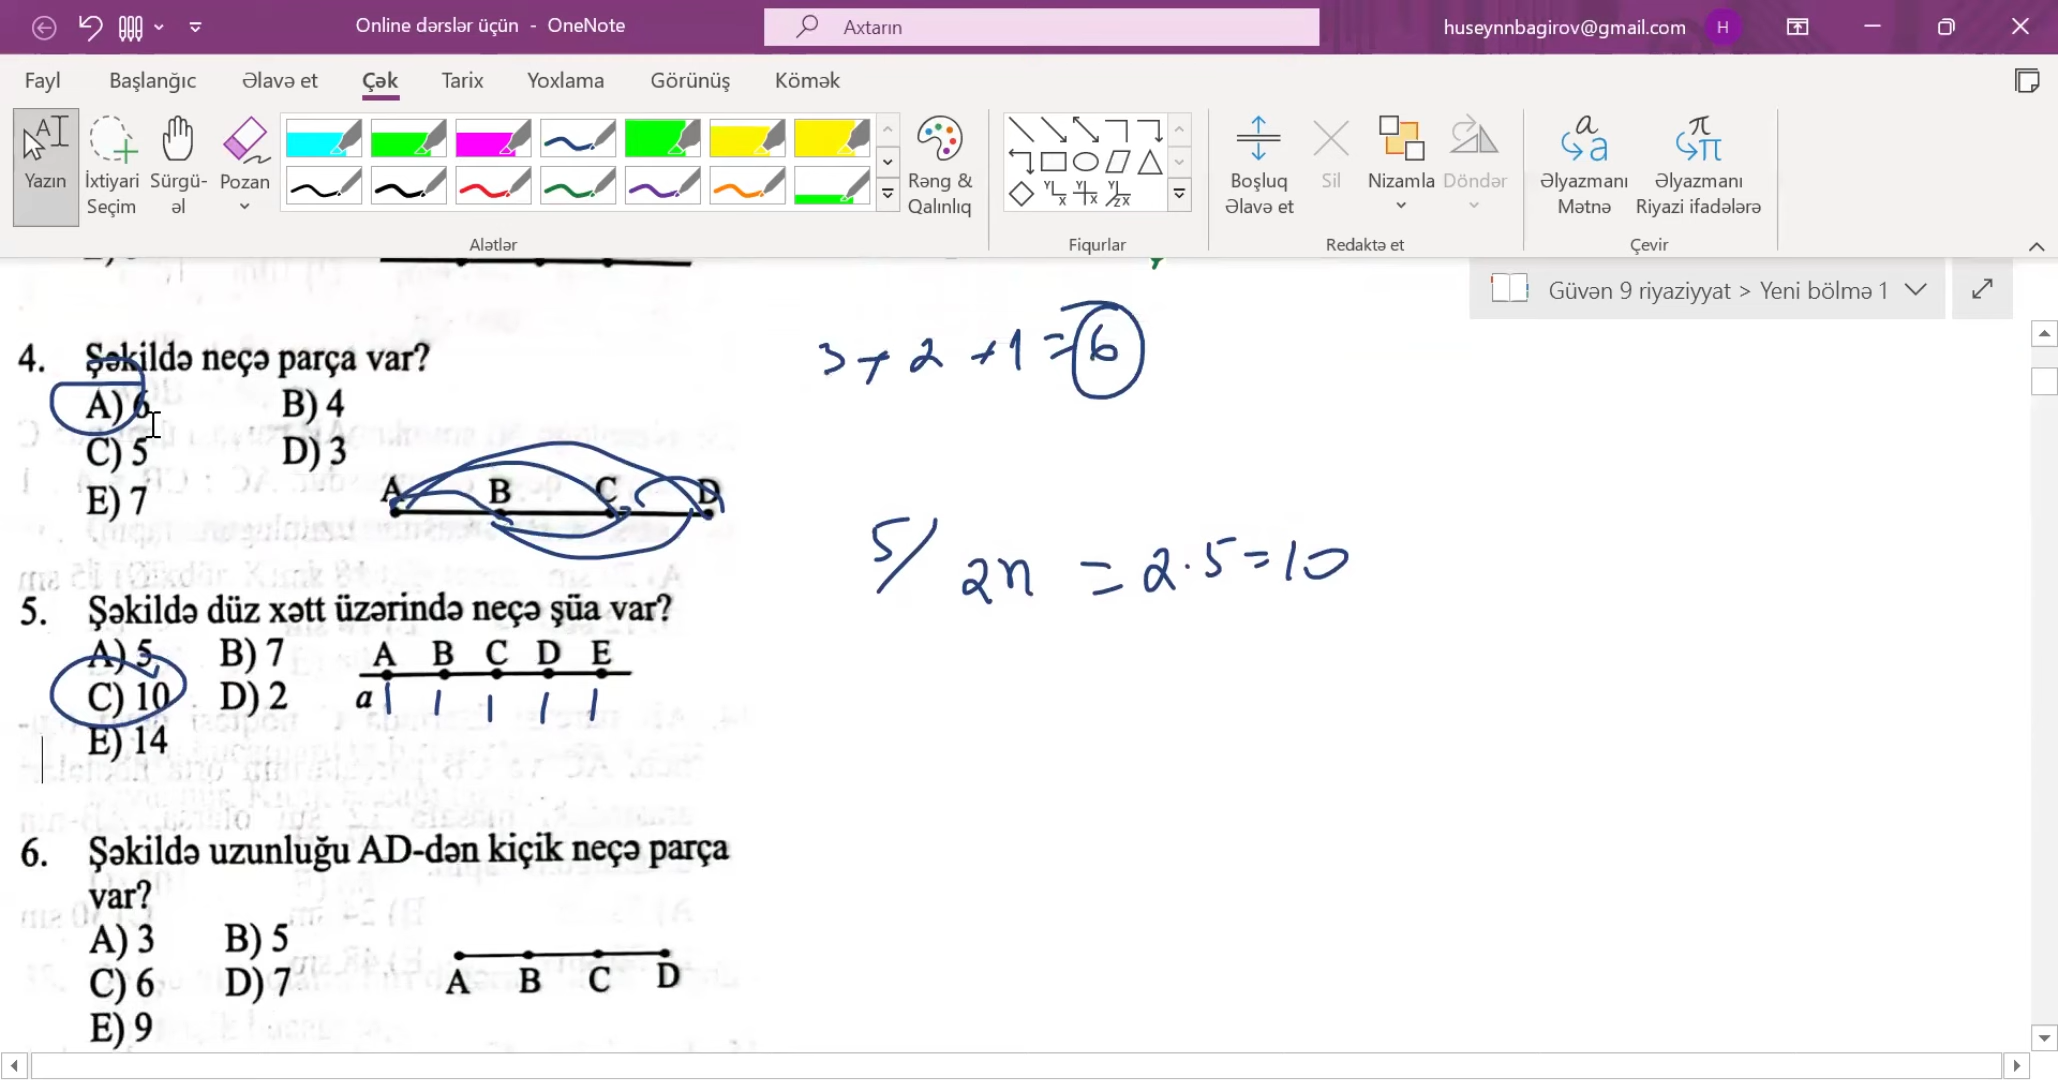 Online dərslər üçün - OneNote
Axtarın
huseynnbagirov@gmail.com
H
Fayl
Başlanğıc
Əlavə et
Çək
Tarix
Yoxlama
Görünüş
Kömək
Yazın
İxtiyari Seçim
Sürgü-əl
Pozan
Rəng & Qalınlıq
Boşluq Əlavə et
Sil
Nizamla
Döndər
Əlyazmanı Mətnə
Əlyazmanı Riyazi ifadələrə
Alətlər
Fiqurlar
Redaktə et
Çevir
Güvən 9 riyaziyyat > Yeni bölmə 1
3 + 2 + 1 = 6
4. Şəkildə neçə parça var?
A) 6 B) 4
C) 5 D) 3
E) 7
A B C D
5/ 2n = 2·5 = 10
5. Şəkildə düz xətt üzərində neçə şüa var?
A) 5 B) 7
C) 10 D) 2
E) 14
A B C D E
a
6. Şəkildə uzunluğu AD-dən kiçik neçə parça
var?
A) 3 B) 5
C) 6 D) 7
E) 9
A B C D